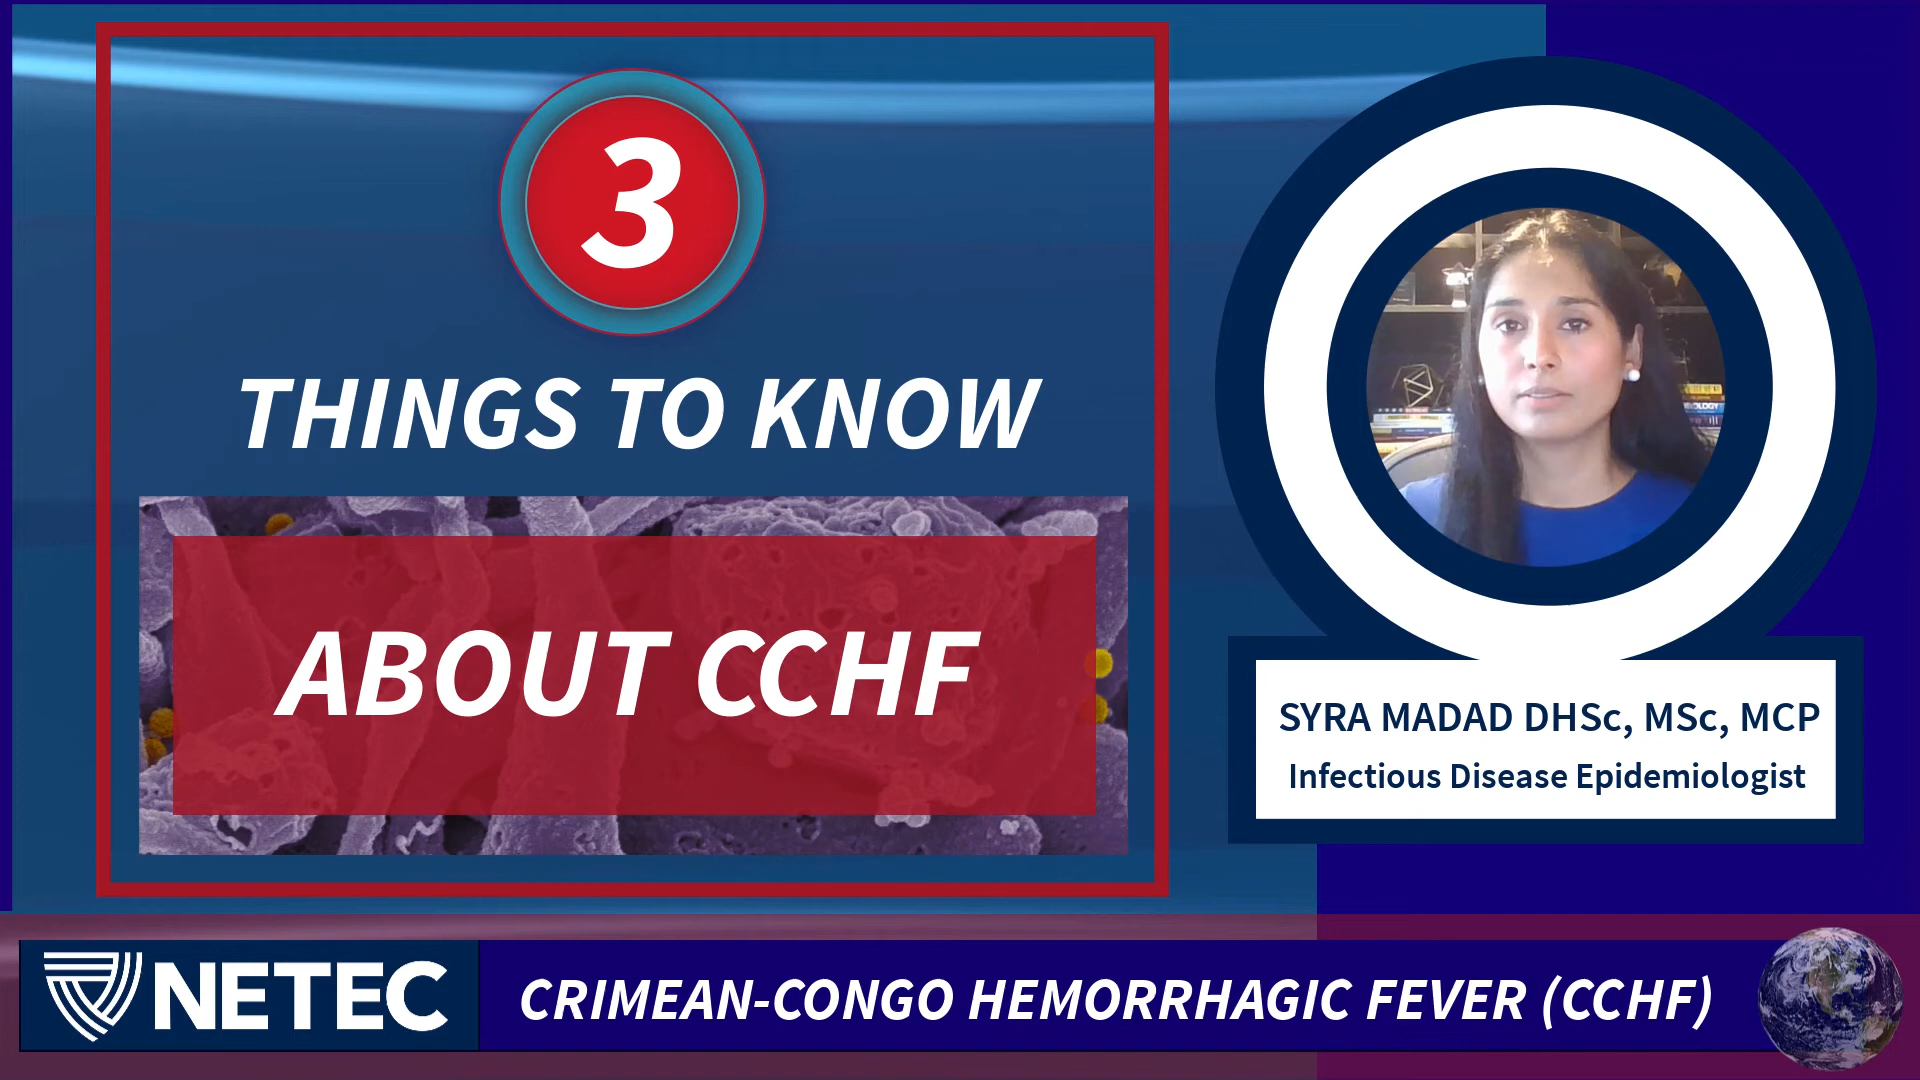 3
THINGS TO KNOW
ABOUT CCHF
SYRA MADAD DHSc, MSc, MCP
Infectious Disease Epidemiologist
NETEC
CRIMEAN-CONGO HEMORRHAGIC FEVER (CCHF)